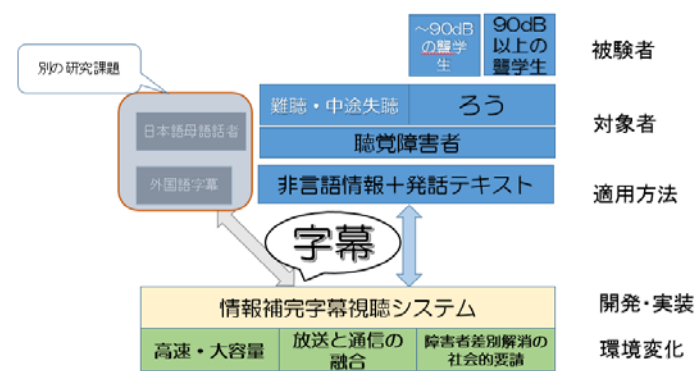 ～90dB
の聾学
生
90dB
以上の
聾学生
被験者
別の研究課題
難聴・中途失聴
ろう
対象者
日本語母語話者
聴覚障害者
外国語字幕
非言語情報＋発話テキスト
適用方法
字幕
情報補完字幕視聴システム
開発・実装
高速・大容量
放送と通信の
融合
障害者差別解消の
社会的要請
環境変化